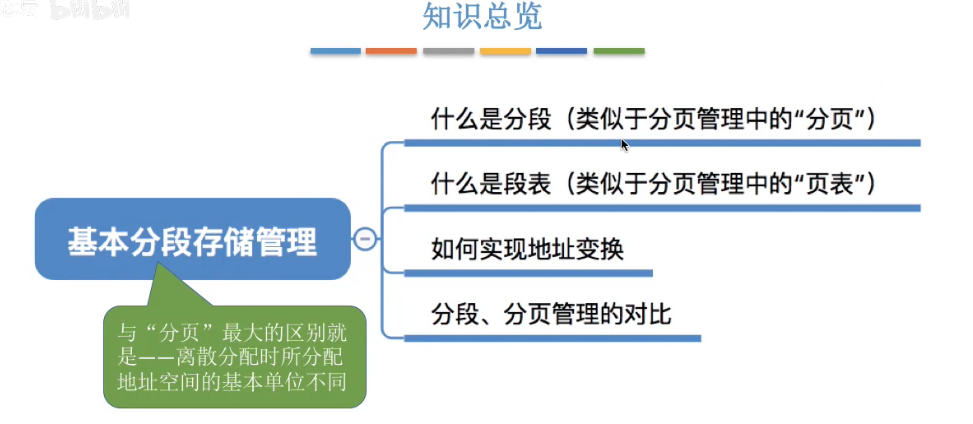 bilibili
知识总览
什么是分段（类似于分页管理中的“分页”）
什么是段表（类似于分页管理中的“页表”）
基本分段存储管理
如何实现地址变换
分段、分页管理的对比
与“分页”最大的区别就
是——离散分配时所分配
地址空间的基本单位不同